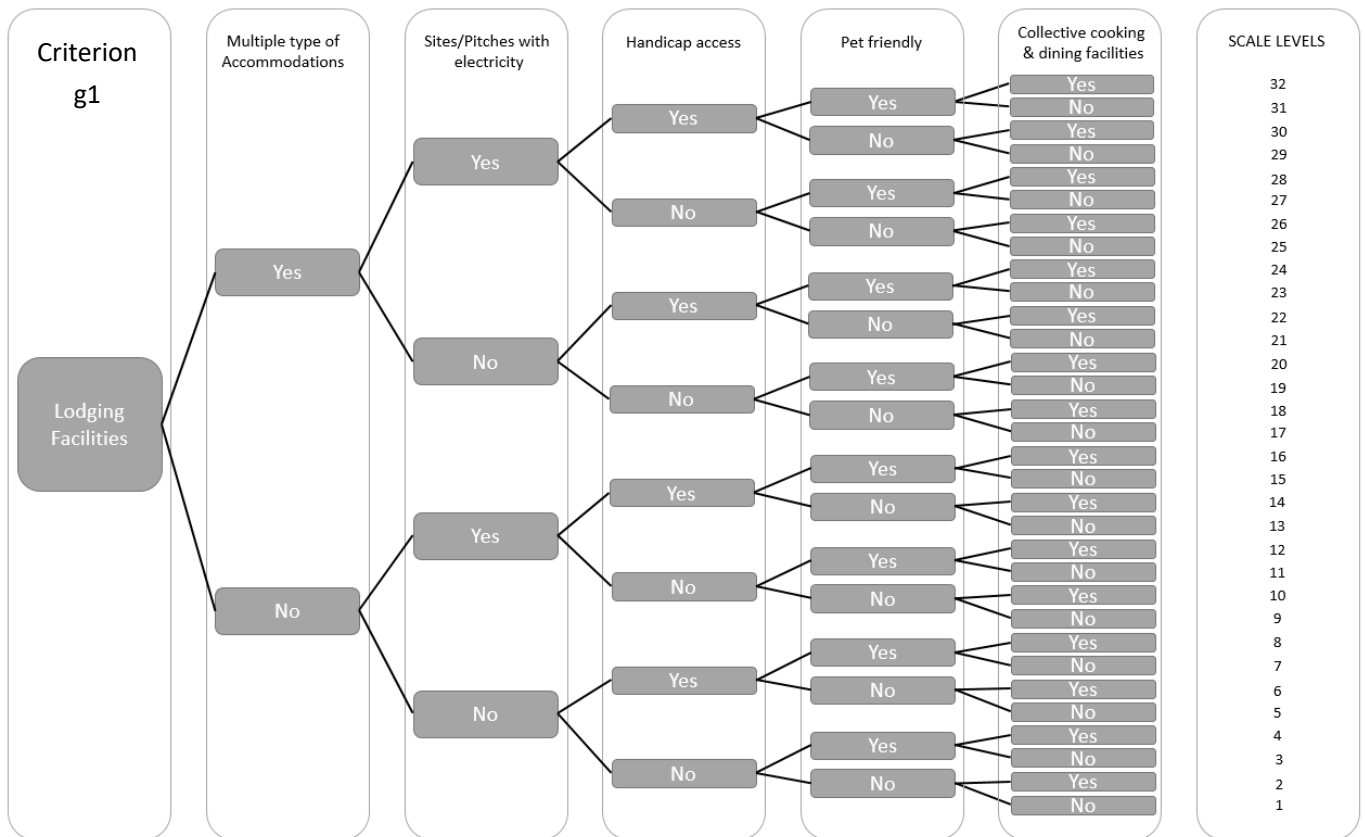 Criterion
g1
Lodging
Facilities
Multiple type of
Accommodations
Yes
No
Sites/Pitches with
electricity
Yes
No
Yes
No
Handicap access
Yes
No
Yes
No
Yes
No
Yes
No
Pet friendly
Yes
No
Yes
No
Yes
No
Yes
No
Yes
No
Yes
No
Yes
No
Yes
No
Collective cooking
& dining facilities
Yes
No
Yes
No
Yes
No
Yes
No
Yes
No
Yes
No
Yes
No
Yes
No
Yes
No
Yes
No
Yes
No
Yes
No
Yes
No
Yes
No
Yes
No
Yes
No
SCALE LEVELS
32
31
30
29
28
27
26
25
24
23
22
21
20
19
18
17
16
15
14
13
12
11
10
9
8
7
6
5
4
3
2
1